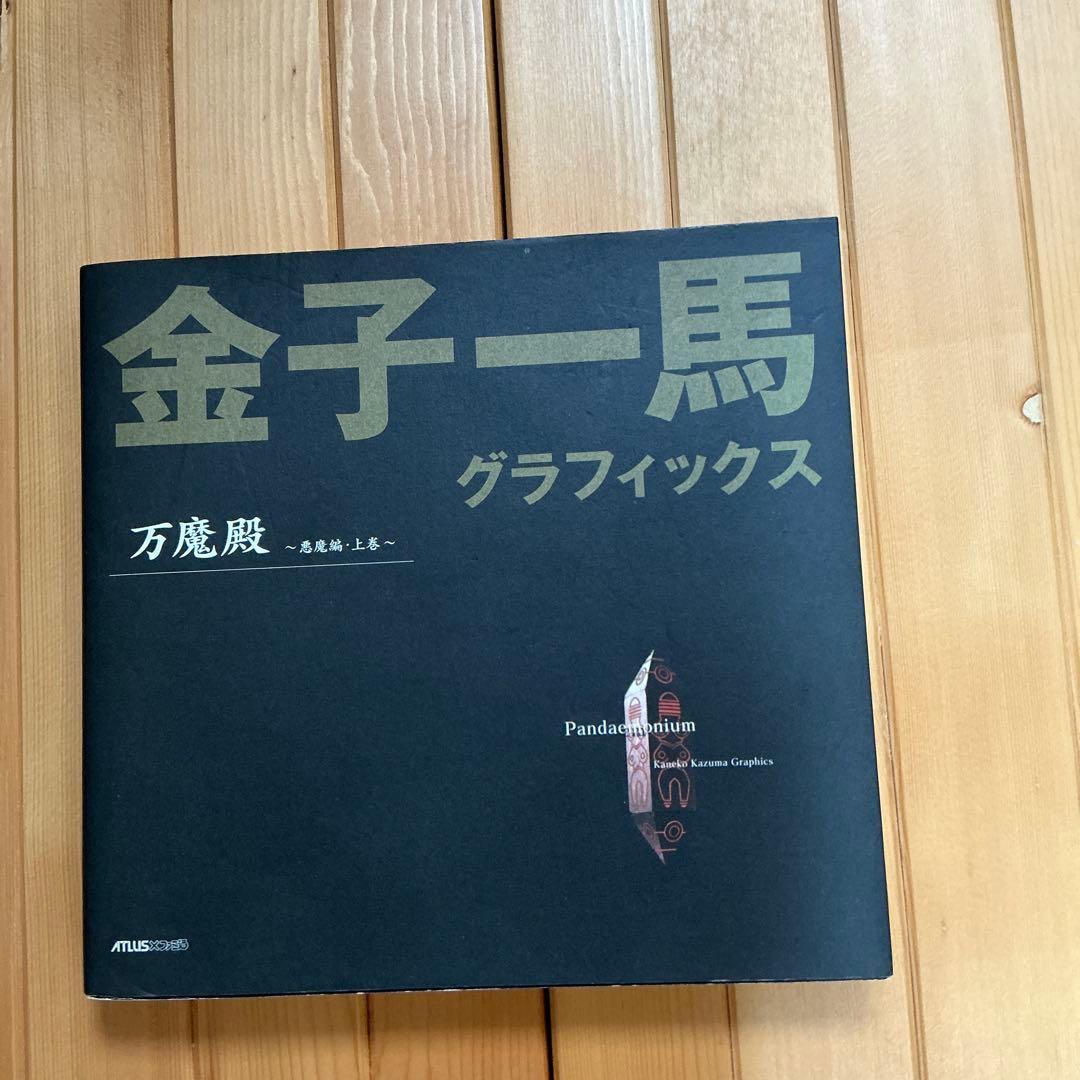 金子一馬
グラフィックス
万魔殿 ～悪魔編・上巻～
Pandaemonium
Kaneko Kazuma Graphics
ATLUS×ファミ通